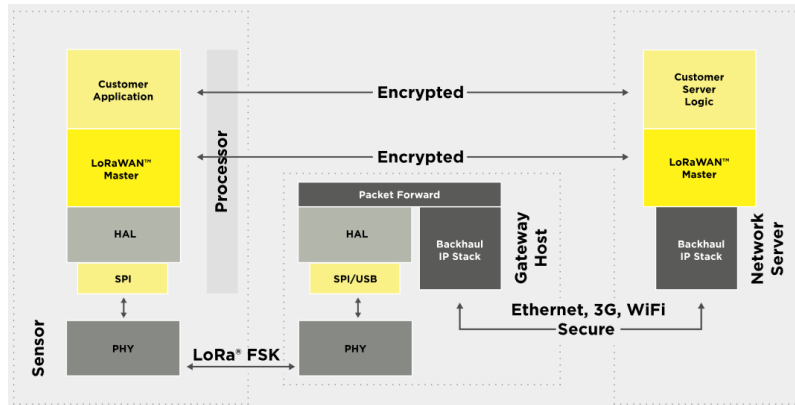 Customer
Application
LoRaWAN™
Master
HAL
SPI
PHY
Sensor
Processor
Encrypted
Encrypted
LoRa® FSK
Packet Forward
HAL
SPI/USB
PHY
Backhaul
IP Stack
Gateway
Host
Ethernet, 3G, WiFi
Secure
Customer
Server
Logic
LoRaWAN™
Master
Backhaul
IP Stack
Network
Server